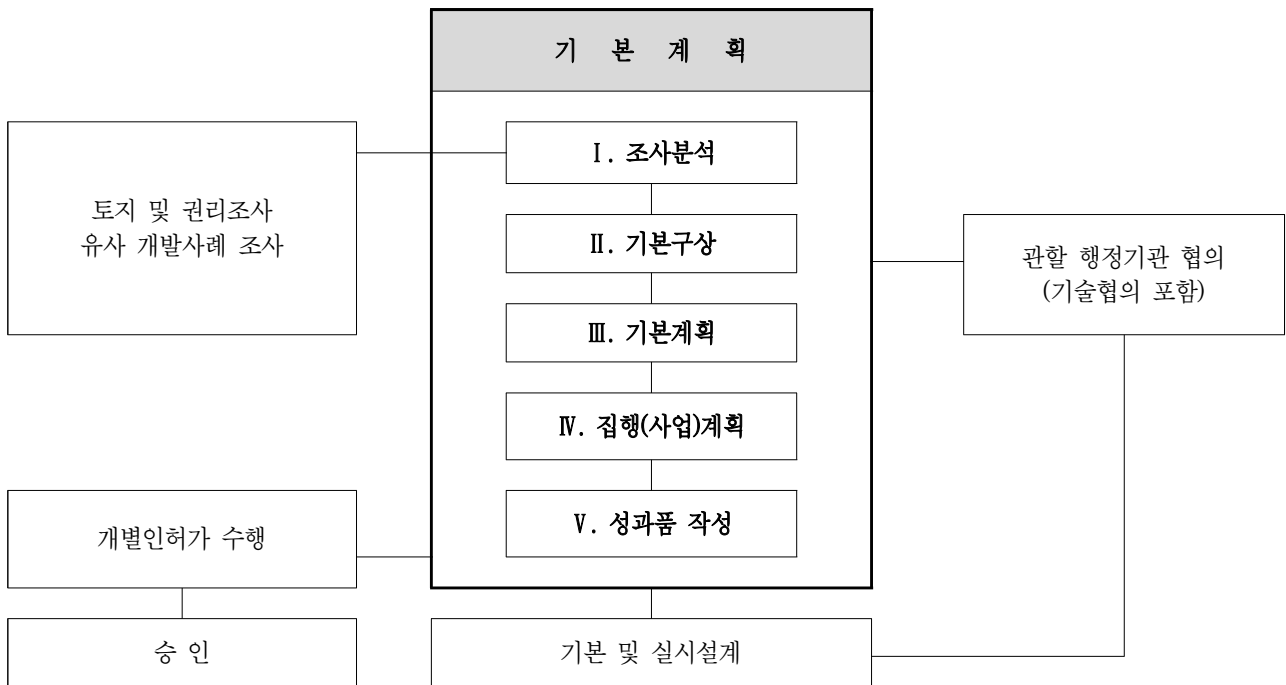 기 본 계 획
Ⅰ. 조사분석
토지 및 권리조사
유사 개발사례 조사
Ⅱ. 기본구상
관할 행정기관 협의
(기술협의 포함)
Ⅲ. 기본계획
Ⅳ. 집행(사업)계획
Ⅴ. 성과품 작성
개별인허가 수행
승 인
기본 및 실시설계